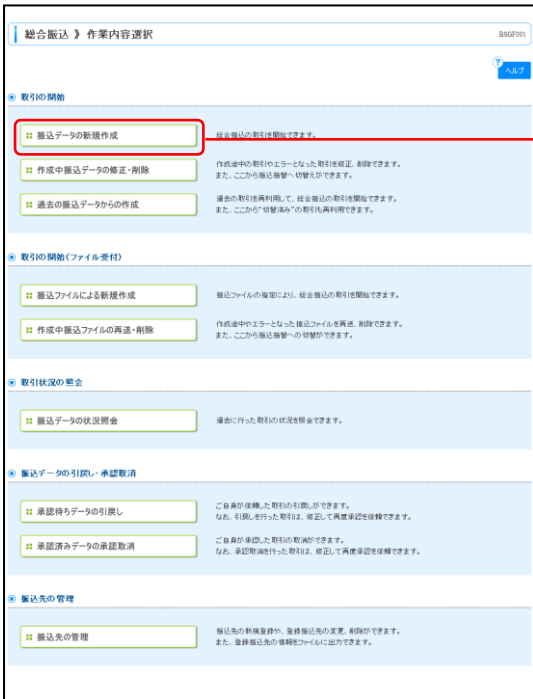 総合振込 》 作業内容選択
BSGF001
?
ヘルプ
取引の開始
振込データの新規作成
総合振込の取引を開始できます。
作成中振込データの修正・削除
作成途中の取引やエラーとなった取引を修正、削除できます。
また、ここから振込振替へ切替えができます。
過去の振込データからの作成
過去の取引を再利用して、総合振込の取引を開始できます。
また、ここから“切替済み”の取引も再利用できます。
取引の開始(ファイル受付)
振込ファイルによる新規作成
振込ファイルの指定により、総合振込の取引を開始できます。
作成中振込ファイルの再送・削除
作成途中やエラーとなった振込ファイルを再送、削除できます。
また、ここから振込振替への切替ができます。
取引状況の照会
振込データの状況照会
過去に行った取引の状況を照会できます。
振込データの引戻し・承認取消
承認待ちデータの引戻し
ご自身が依頼した取引の引戻しができます。
なお、引戻しを行った取引は、修正して再度承認を依頼できます。
承認済みデータの承認取消
ご自身が承認した取引の取消ができます。
なお、承認取消を行った取引は、修正して再度承認を依頼できます。
振込先の管理
振込先の管理
振込先の新規登録や、登録振込先の変更、削除ができます。
また、登録振込先の情報をファイルに出力できます。